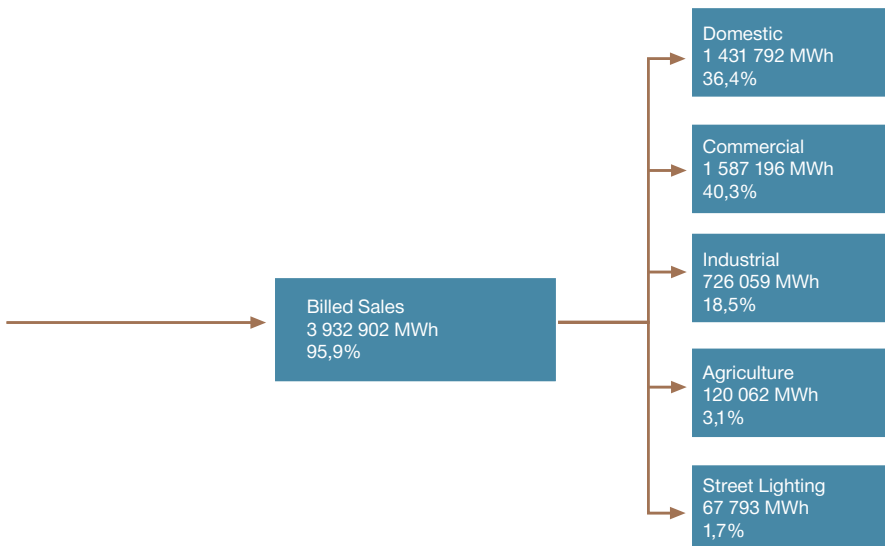 Domestic
1 431 792 MWh
36,4%
Commercial
1 587 196 MWh
40,3%
Industrial
726 059 MWh
18,5%
Billed Sales
3 932 902 MWh
95,9%
Agriculture
120 062 MWh
3,1%
Street Lighting
67 793 MWh
1,7%